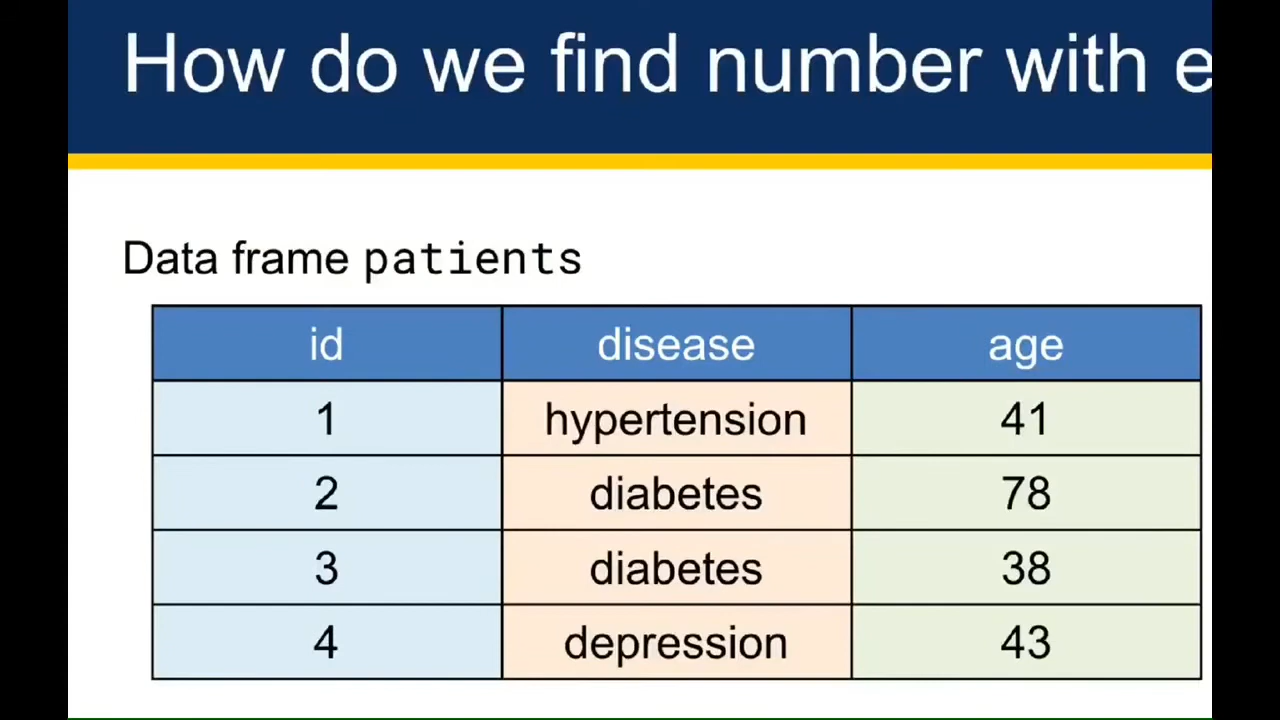 How do we find number with e
Data frame patients
id disease age
1 hypertension 41
2 diabetes 78
3 diabetes 38
4 depression 43